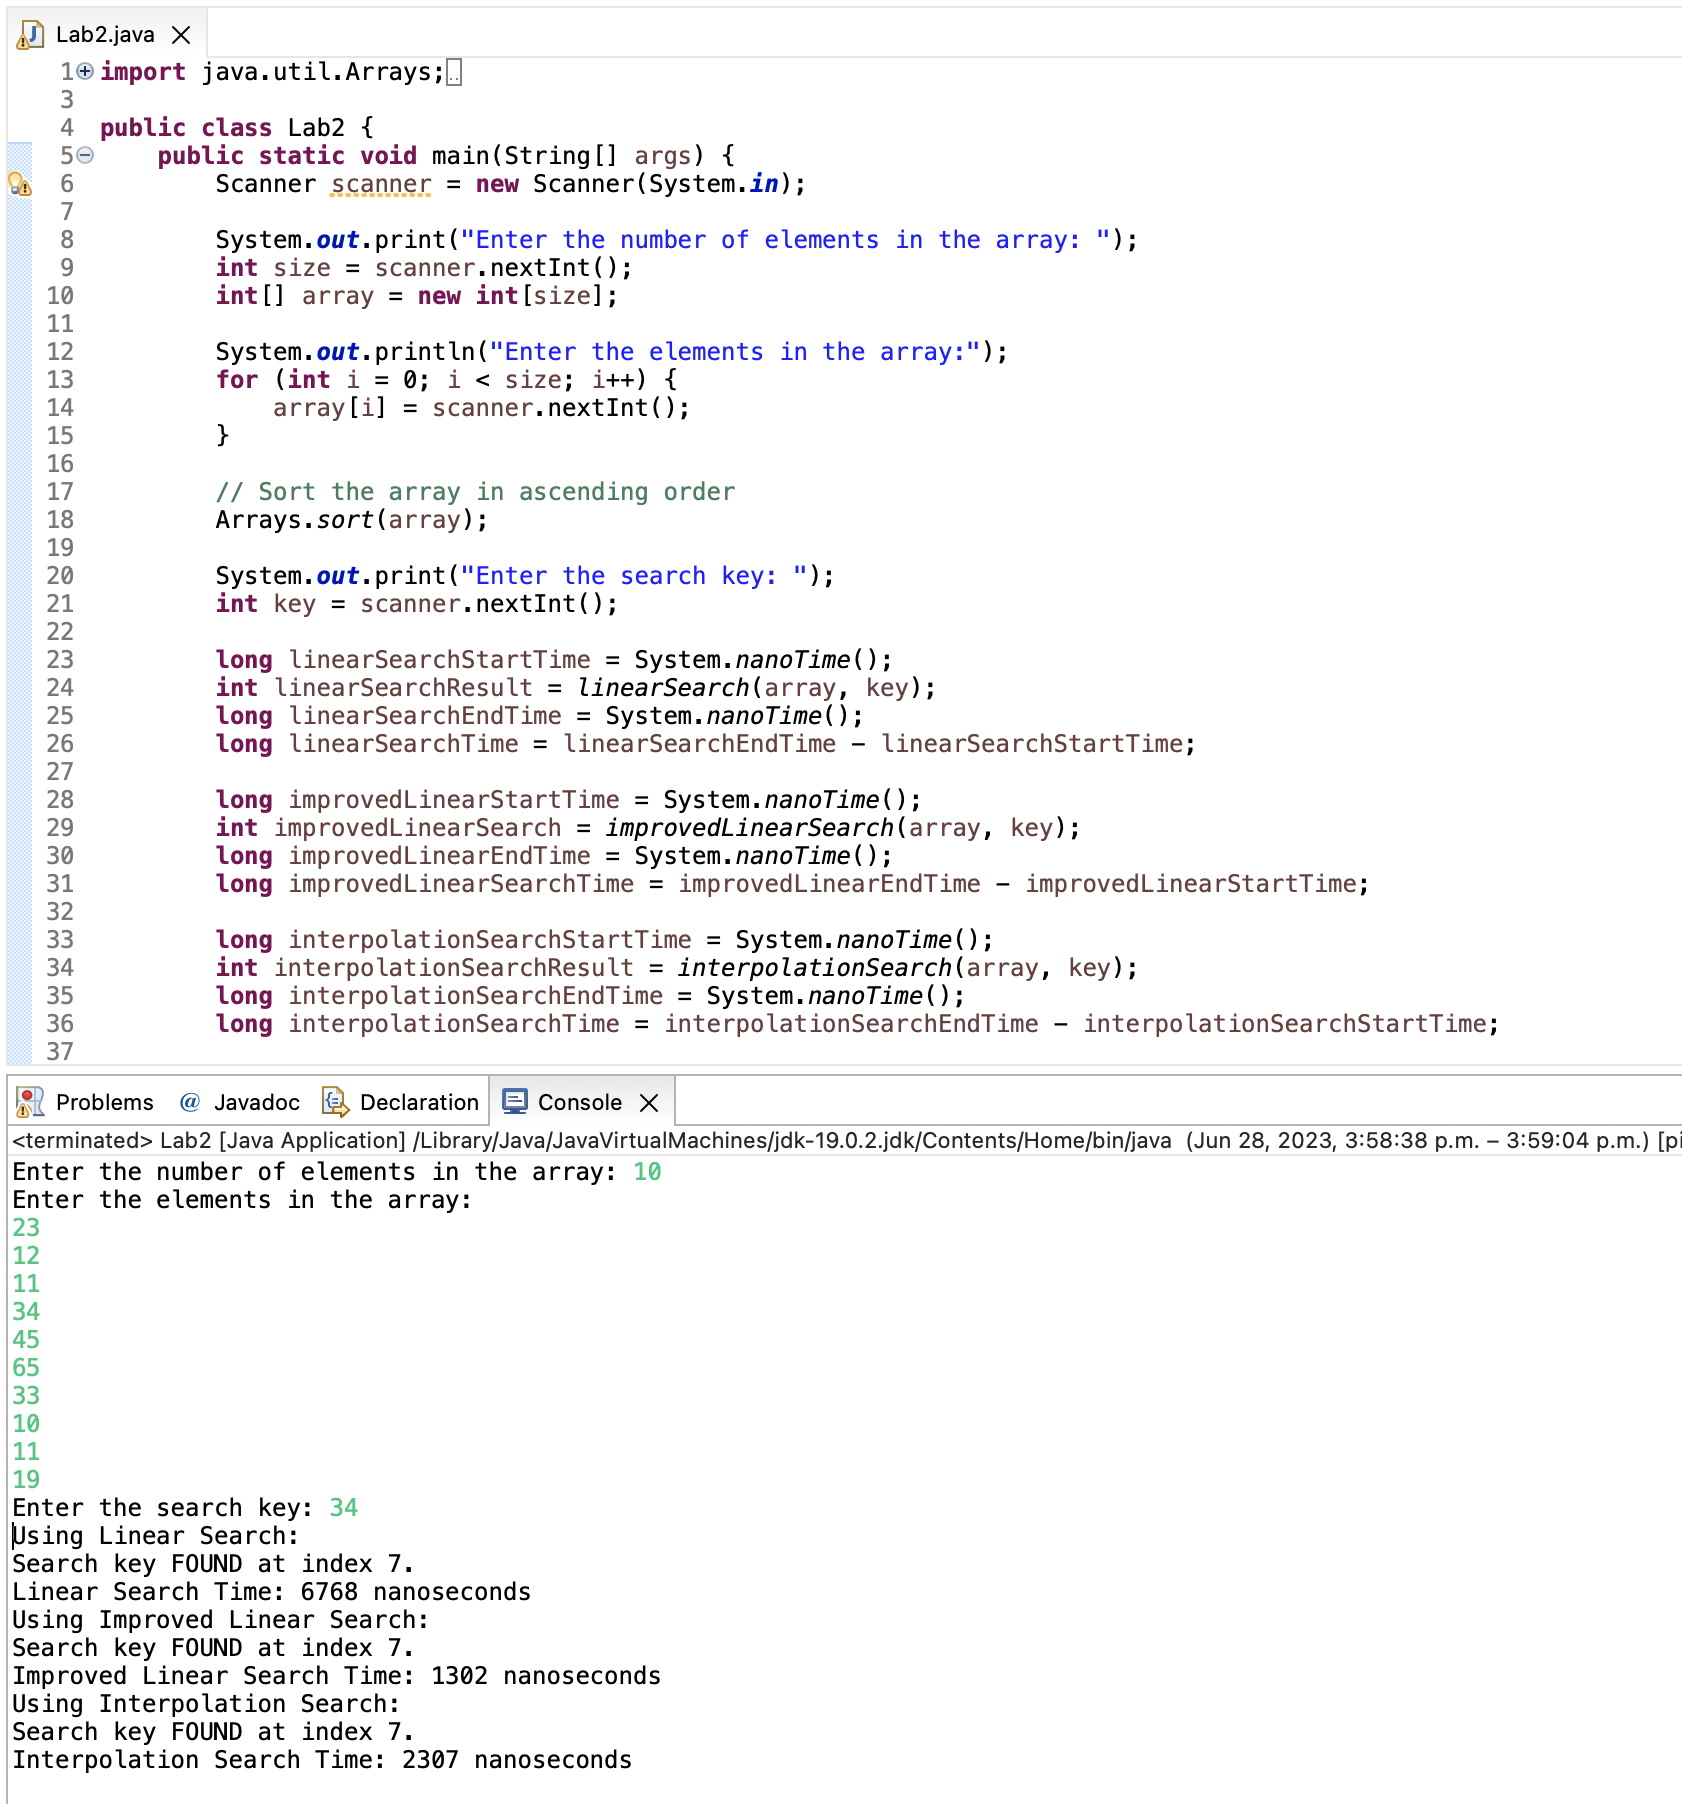 Lab2.java
1 import java.util.Arrays;
3
4 public class Lab2 {
5     public static void main(String[] args) {
6         Scanner scanner = new Scanner(System.in);
7
8         System.out.print("Enter the number of elements in the array: ");
9         int size = scanner.nextInt();
10         int[] array = new int[size];
11
12         System.out.println("Enter the elements in the array:");
13         for (int i = 0; i < size; i++) {
14             array[i] = scanner.nextInt();
15         }
16
17         // Sort the array in ascending order
18         Arrays.sort(array);
19
20         System.out.print("Enter the search key: ");
21         int key = scanner.nextInt();
22
23         long linearSearchStartTime = System.nanoTime();
24         int linearSearchResult = linearSearch(array, key);
25         long linearSearchEndTime = System.nanoTime();
26         long linearSearchTime = linearSearchEndTime - linearSearchStartTime;
27
28         long improvedLinearStartTime = System.nanoTime();
29         int improvedLinearSearch = improvedLinearSearch(array, key);
30         long improvedLinearEndTime = System.nanoTime();
31         long improvedLinearSearchTime = improvedLinearEndTime - improvedLinearStartTime;
32
33         long interpolationSearchStartTime = System.nanoTime();
34         int interpolationSearchResult = interpolationSearch(array, key);
35         long interpolationSearchEndTime = System.nanoTime();
36         long interpolationSearchTime = interpolationSearchEndTime - interpolationSearchStartTime;
37
Problems @ Javadoc Declaration Console
<terminated> Lab2 [Java Application] /Library/Java/JavaVirtualMachines/jdk-19.0.2.jdk/Contents/Home/bin/java (Jun 28, 2023, 3:58:38 p.m. – 3:59:04 p.m.) [pi
Enter the number of elements in the array: 10
Enter the elements in the array:
23
12
11
34
45
65
33
10
11
19
Enter the search key: 34
Using Linear Search:
Search key FOUND at index 7.
Linear Search Time: 6768 nanoseconds
Using Improved Linear Search:
Search key FOUND at index 7.
Improved Linear Search Time: 1302 nanoseconds
Using Interpolation Search:
Search key FOUND at index 7.
Interpolation Search Time: 2307 nanoseconds